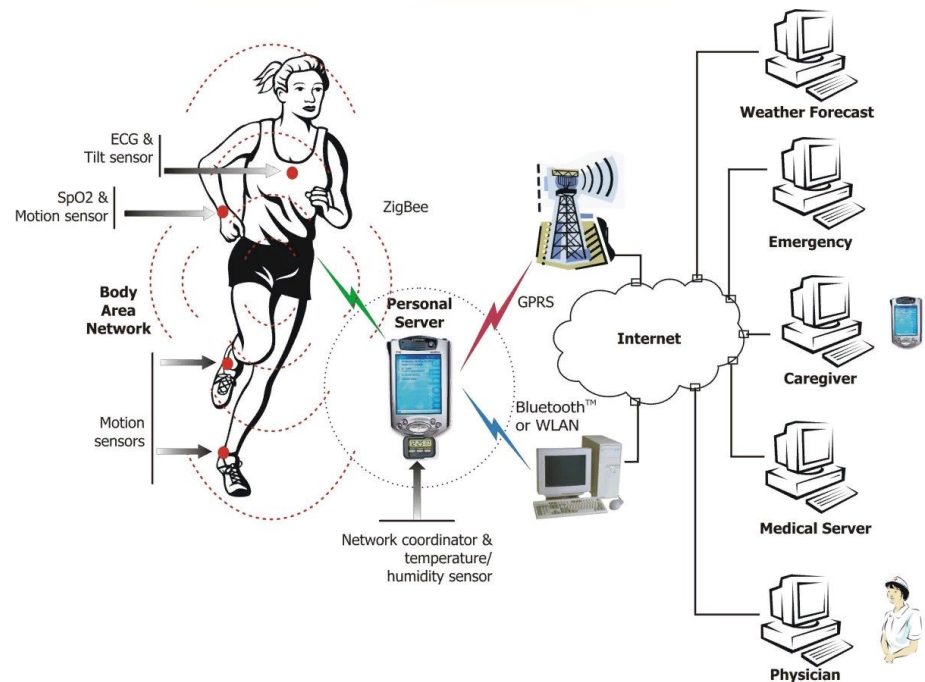 ECG &
Tilt sensor
SpO2 &
Motion sensor
Body
Area
Network
Motion
sensors
ZigBee
Personal
Server
Network coordinator &
temperature/
humidity sensor
GPRS
Bluetooth™
or WLAN
Internet
Weather Forecast
Emergency
Caregiver
Medical Server
Physician